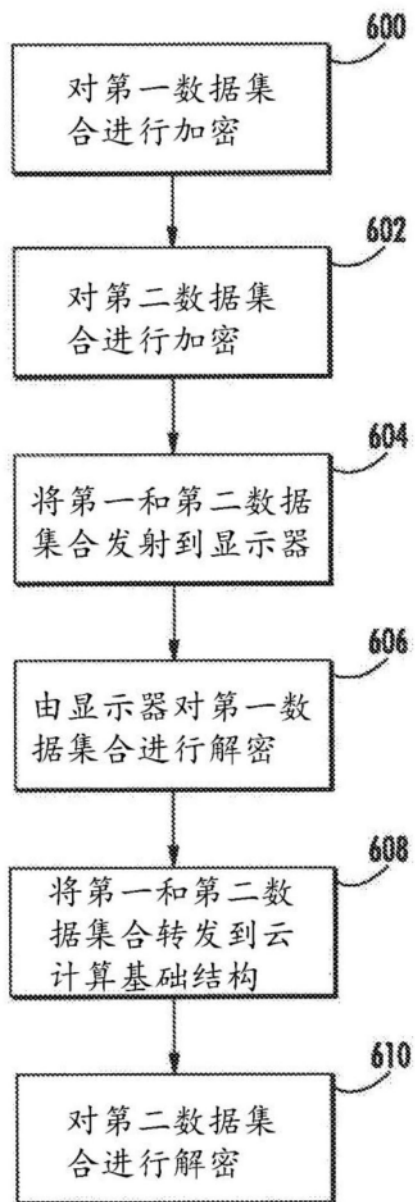 600
对第一数据集
合进行加密
602
对第二数据集
合进行加密
604
将第一和第二数据
集合发射到显示器
606
由显示器对第一数
据集合进行解密
608
将第一和第二数
据集合转发到云
计算基础结构
610
对第二数据集
合进行解密